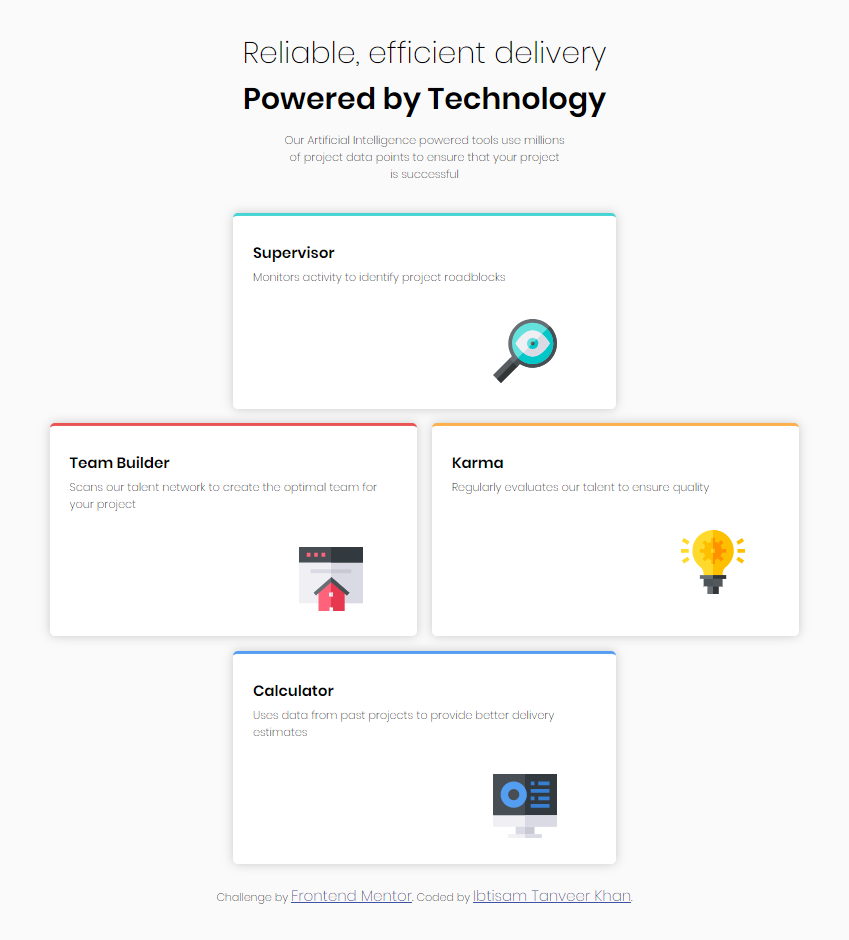 Reliable, efficient delivery
Powered by Technology
Our Artificial Intelligence powered tools use millions
of project data points to ensure that your project
is successful
Supervisor
Monitors activity to identify project roadblocks
Team Builder
Scans our talent network to create the optimal team for
your project
Karma
Regularly evaluates our talent to ensure quality
Calculator
Uses data from past projects to provide better delivery
estimates
Challenge by Frontend Mentor. Coded by Ibtisam Tanveer Khan.